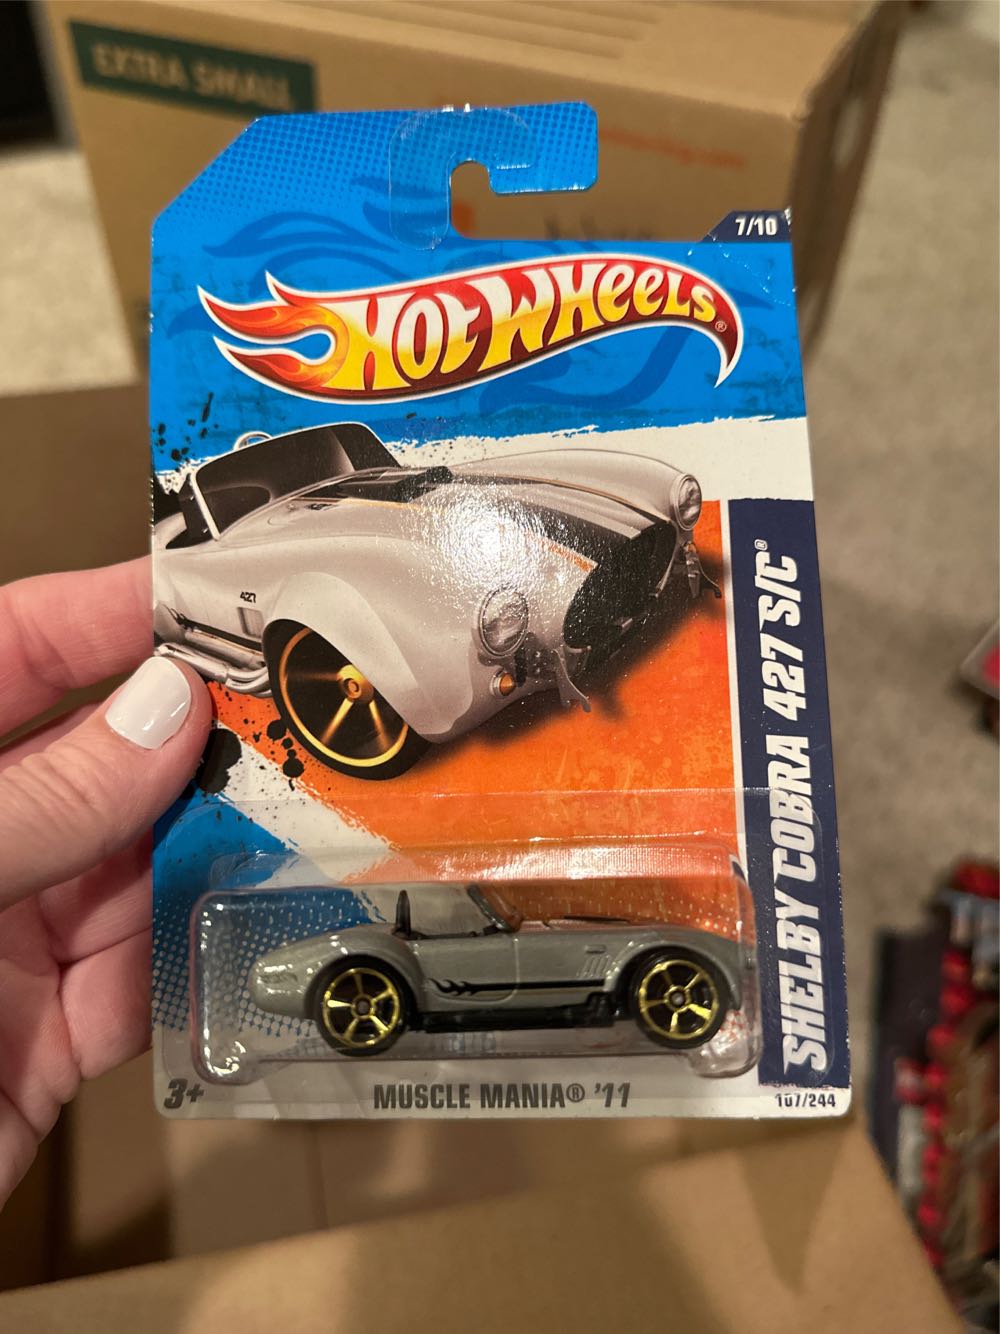 EXTRA SMALL
7/10
HOT WHEELS®
427
SHELBY COBRA 427 S/C®
3+
MUSCLE MANIA® '11
107/244